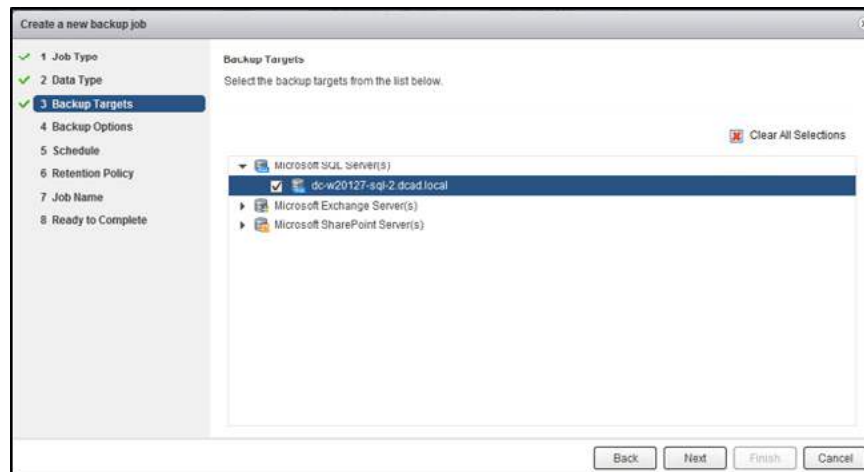 Create a new backup job
1 Job Type
2 Data Type
3 Backup Targets
4 Backup Options
5 Schedule
6 Retention Policy
7 Job Name
8 Ready to Complete
Backup Targets
Select the backup targets from the list below.
Clear All Selections
Microsoft SQL Server(s)
dc-w20127-sql-2.dcad.local
Microsoft Exchange Server(s)
Microsoft SharePoint Server(s)
Back Next Finish Cancel